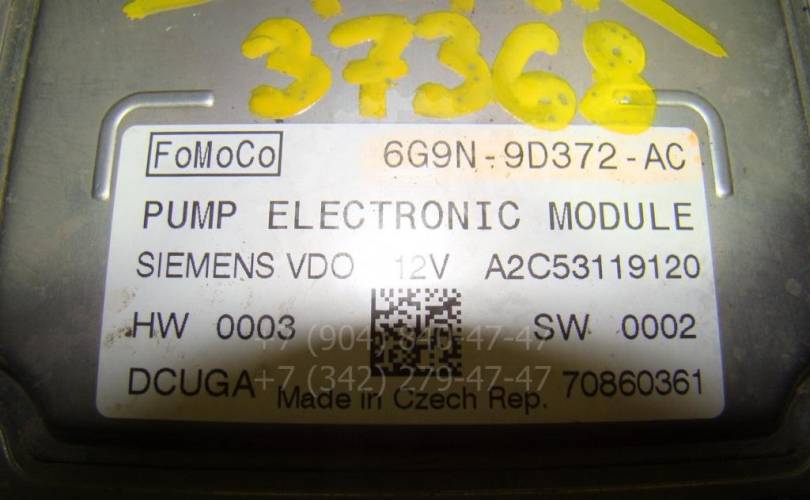 37368
FoMoCo 6G9N-9D372-AC
PUMP ELECTRONIC MODULE
SIEMENS VDO 12V A2C53119120
HW 0003 SW 0002
+7 (904) 840-47-47
DCUGA 70860361
+7 (342) 279-47-47
Made in Czech Rep.